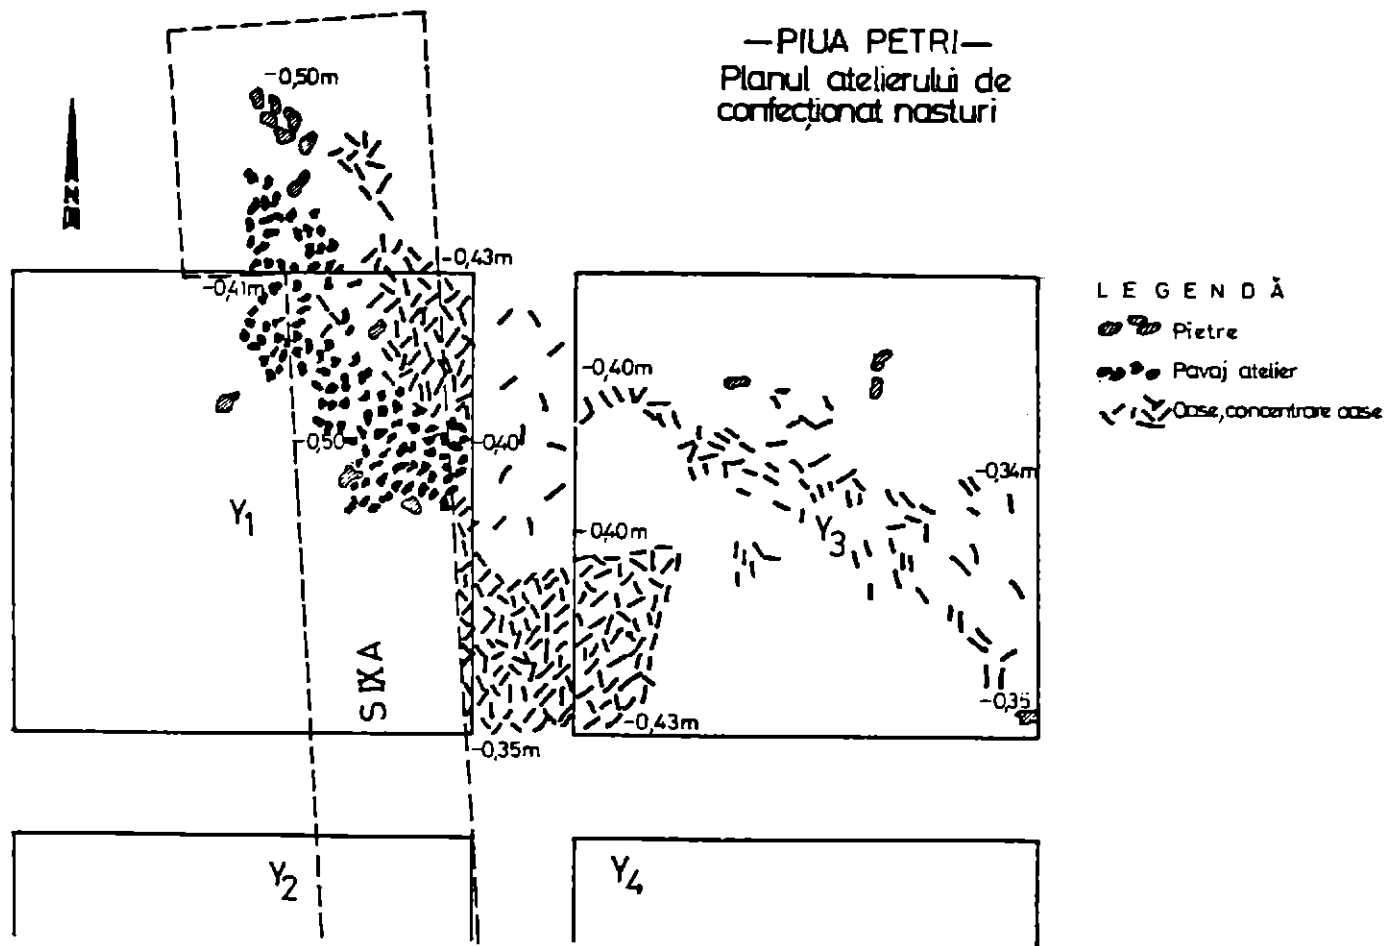 —PIUA PETRI—
Planul atelierului de
confecționat nasturi
-0,50m
-0,43m
-0,41m
-0,40m
-0,50
-0,40
-0,34m
Y1
-0,40m
Y3
SIXA
-0,35
-0,43m
-0,35m
Y2
Y4
LEGENDĂ
Pietre
Pavaj atelier
Oase, concentrare oase